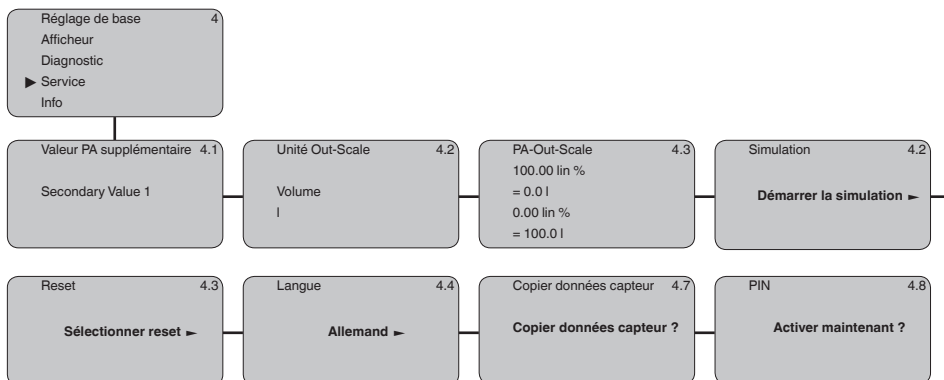 Réglage de base 4
Afficheur
Diagnostic
▶ Service
Info
Valeur PA supplémentaire 4.1
Secondary Value 1
Unité Out-Scale 4.2
Volume
l
PA-Out-Scale 4.3
100.00 lin %
= 0.0 l
0.00 lin %
= 100.0 l
Simulation 4.2
Démarrer la simulation ►
Reset 4.3
Sélectionner reset ►
Langue 4.4
Allemand ►
Copier données capteur 4.7
Copier données capteur ?
PIN 4.8
Activer maintenant ?